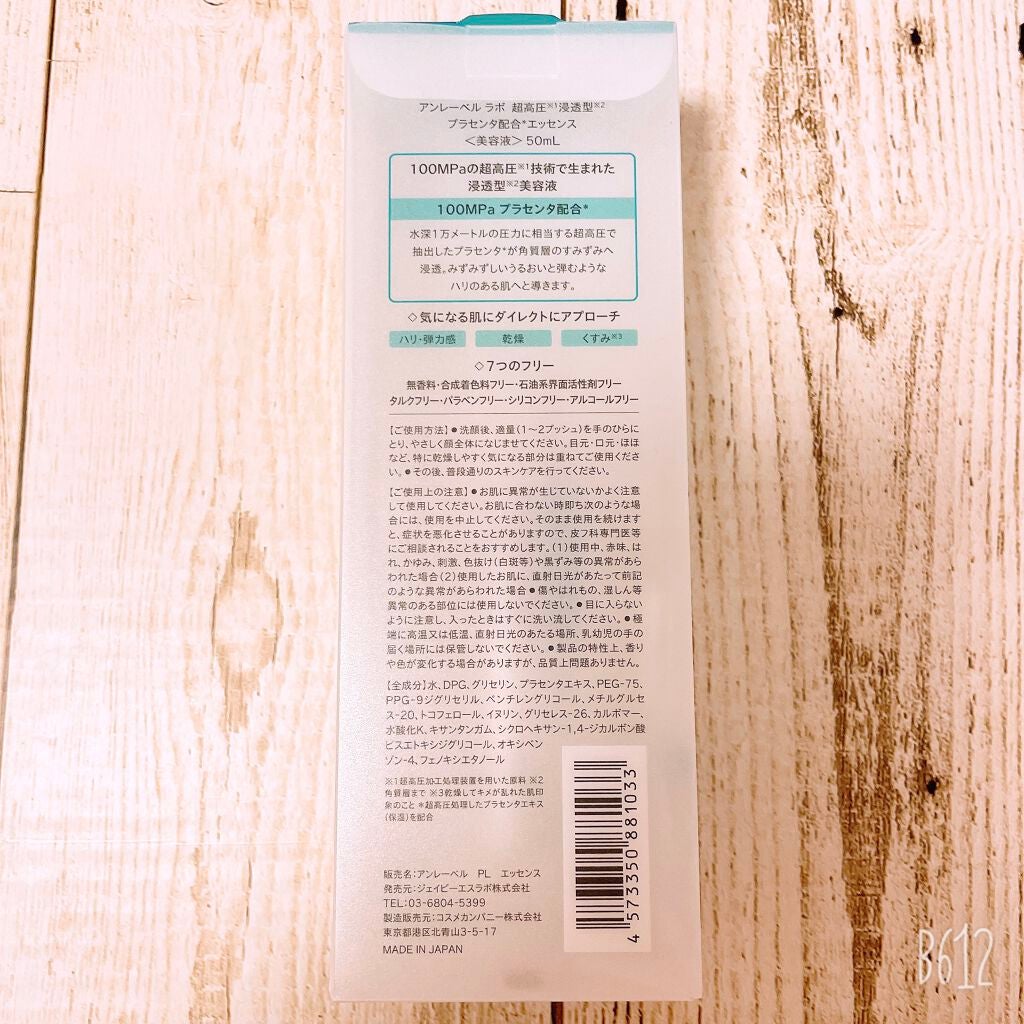 アンレーベル ラボ 超高圧※1浸透型※2
プラセンタ配合*エッセンス
＜美容液＞ 50mL
100MPaの超高圧※1技術で生まれた
浸透型※2美容液
100MPa プラセンタ配合*
水深1万メートルの圧力に相当する超高圧で
抽出したプラセンタ*が角質層のすみずみへ
浸透。みずみずしいうるおいと弾むような
ハリのある肌へと導きます。
◇気になる肌にダイレクトにアプローチ
ハリ・弾力感 乾燥 くすみ※3
◇7つのフリー
無香料・合成着色料フリー・石油系界面活性剤フリー
タルクフリー・パラベンフリー・シリコンフリー・アルコールフリー
【ご使用方法】●洗顔後、適量(1〜2プッシュ)を手のひらに
とり、やさしく顔全体になじませてください。目元・口元・ほほ
など、特に乾燥しやすく気になる部分は重ねてご使用くださ
い。●その後、普段通りのスキンケアを行ってください。
【ご使用上の注意】●お肌に異常が生じていないかよく注意
して使用してください。お肌に合わない時即ち次のような場
合には、使用を中止してください。そのまま使用を続けます
と、症状を悪化させることがありますので、皮フ科専門医等
にご相談されることをおすすめします。(1)使用中、赤味、は
れ、かゆみ、刺激、色抜け(白斑等)や黒ずみ等の異常があら
われた場合(2)使用したお肌に、直射日光があたって前記
のような異常があらわれた場合●傷やはれもの、湿しん等
異常のある部位には使用しないでください。●目に入らない
ように注意し、入ったときはすぐに洗い流してください。●極
端に高温又は低温、直射日光のあたる場所、乳幼児の手の
届く場所には保管しないでください。●製品の特性上、香り
や色が変化する場合がありますが、品質上問題ありません。
【全成分】水、DPG、グリセリン、プラセンタエキス、PEG-75、
PPG-9ジグリセリル、ペンチレングリコール、メチルグルセ
ス-20、トコフェロール、イヌリン、グリセレス-26、カルボマー、
水酸化K、キサンタンガム、シクロヘキサン-1,4-ジカルボン酸
ビスエトキシジグリコール、オキシベン
ゾン-4、フェノキシエタノール
※1超高圧加工処理装置を用いた原料 ※2
角質層まで ※3乾燥してキメが乱れた肌印
象のこと *超高圧処理したプラセンタエキス
(保湿)を配合
販売名：アンレーベル PL エッセンス
発売元：ジェイピーエスラボ株式会社
TEL:03-6804-5399
製造販売元：コスメカンパニー株式会社
東京都港区北青山3-5-17
MADE IN JAPAN
4 573350 881033
B612